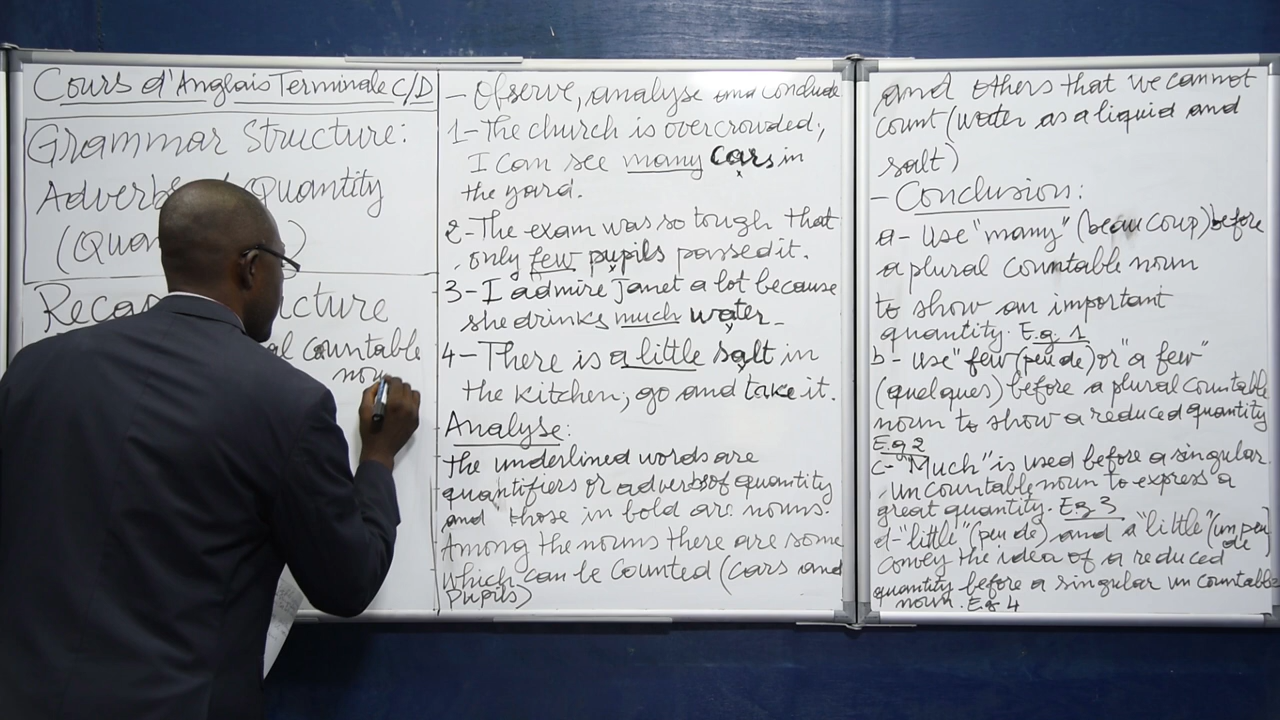 Cours d'Anglais Terminale C/D
Grammar Structure:
Quantity
Recap
al countable
- Observe, analyse and conclude
1- The church is overcrowded;
I can see many cars in
the yard.
2- The exam was so tough that
only few pupils passed it.
3- I admire Janet a lot because
she drinks much water.
4- There is a little salt in
the kitchen; go and take it.
Analyse:
The underlined words are
quantifiers or adverbs of quantity
and those in bold are nouns.
Among the nouns there are some
which can be counted (cars and
pupils)
and others that we cannot
count (water as a liquid and
salt)
- Conclusion:
a- Use "many" (beaucoup) before
a plural countable noun
to show an important
quantity. E.g 1
b- Use "few (peu de) or "a few"
(quelques) before a plural countable
noun to show a reduced quantity
E.g 2
c- "Much" is used before a singular
uncountable noun to express a
great quantity. E.g 3
d- "little" (peu de) and a "little" (un peu
de)
convey the idea of a reduced
quantity before a singular uncountable
noun. E.g 4